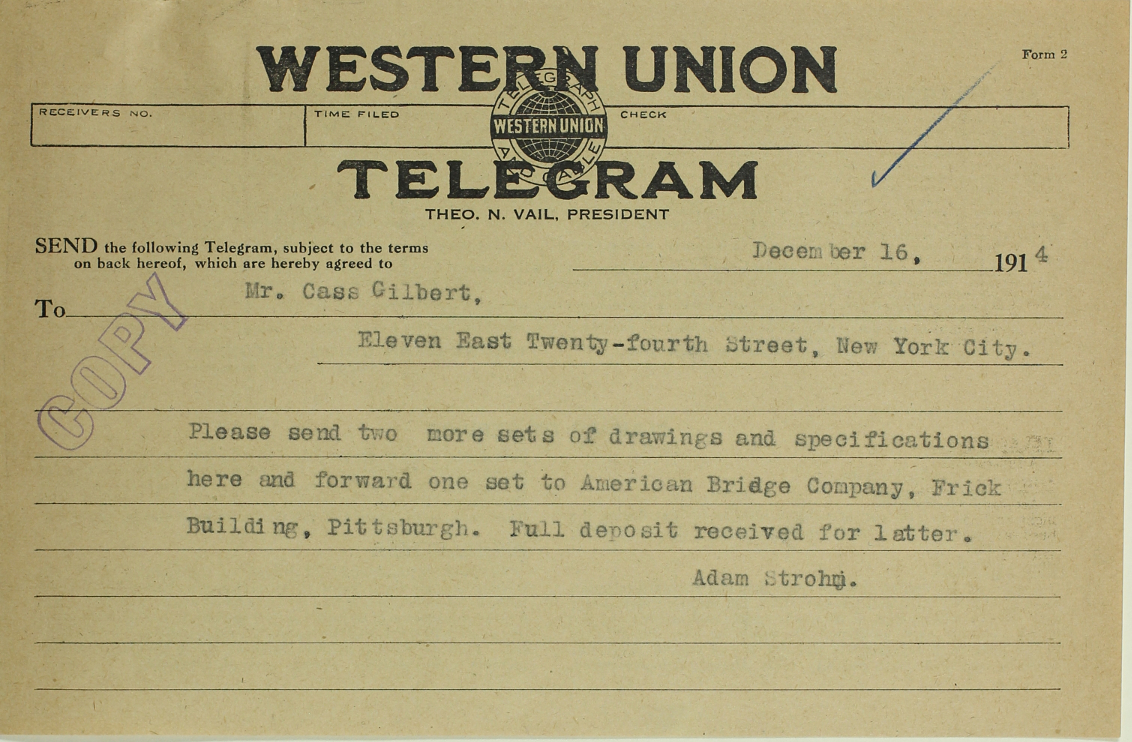 WESTERN UNION
Form 2
RECEIVERS NO.
TIME FILED
CHECK
TELEGRAPH
WESTERN UNION
AND CABLE
TELEGRAM
THEO. N. VAIL, PRESIDENT
SEND the following Telegram, subject to the terms
on back hereof, which are hereby agreed to
December 16, 1914
To Mr. Cass Gilbert,
Eleven East Twenty-fourth Street, New York City.
COPY
Please send two more sets of drawings and specifications
here and forward one set to American Bridge Company, Frick
Building, Pittsburgh. Full deposit received for latter.
Adam Strohm.